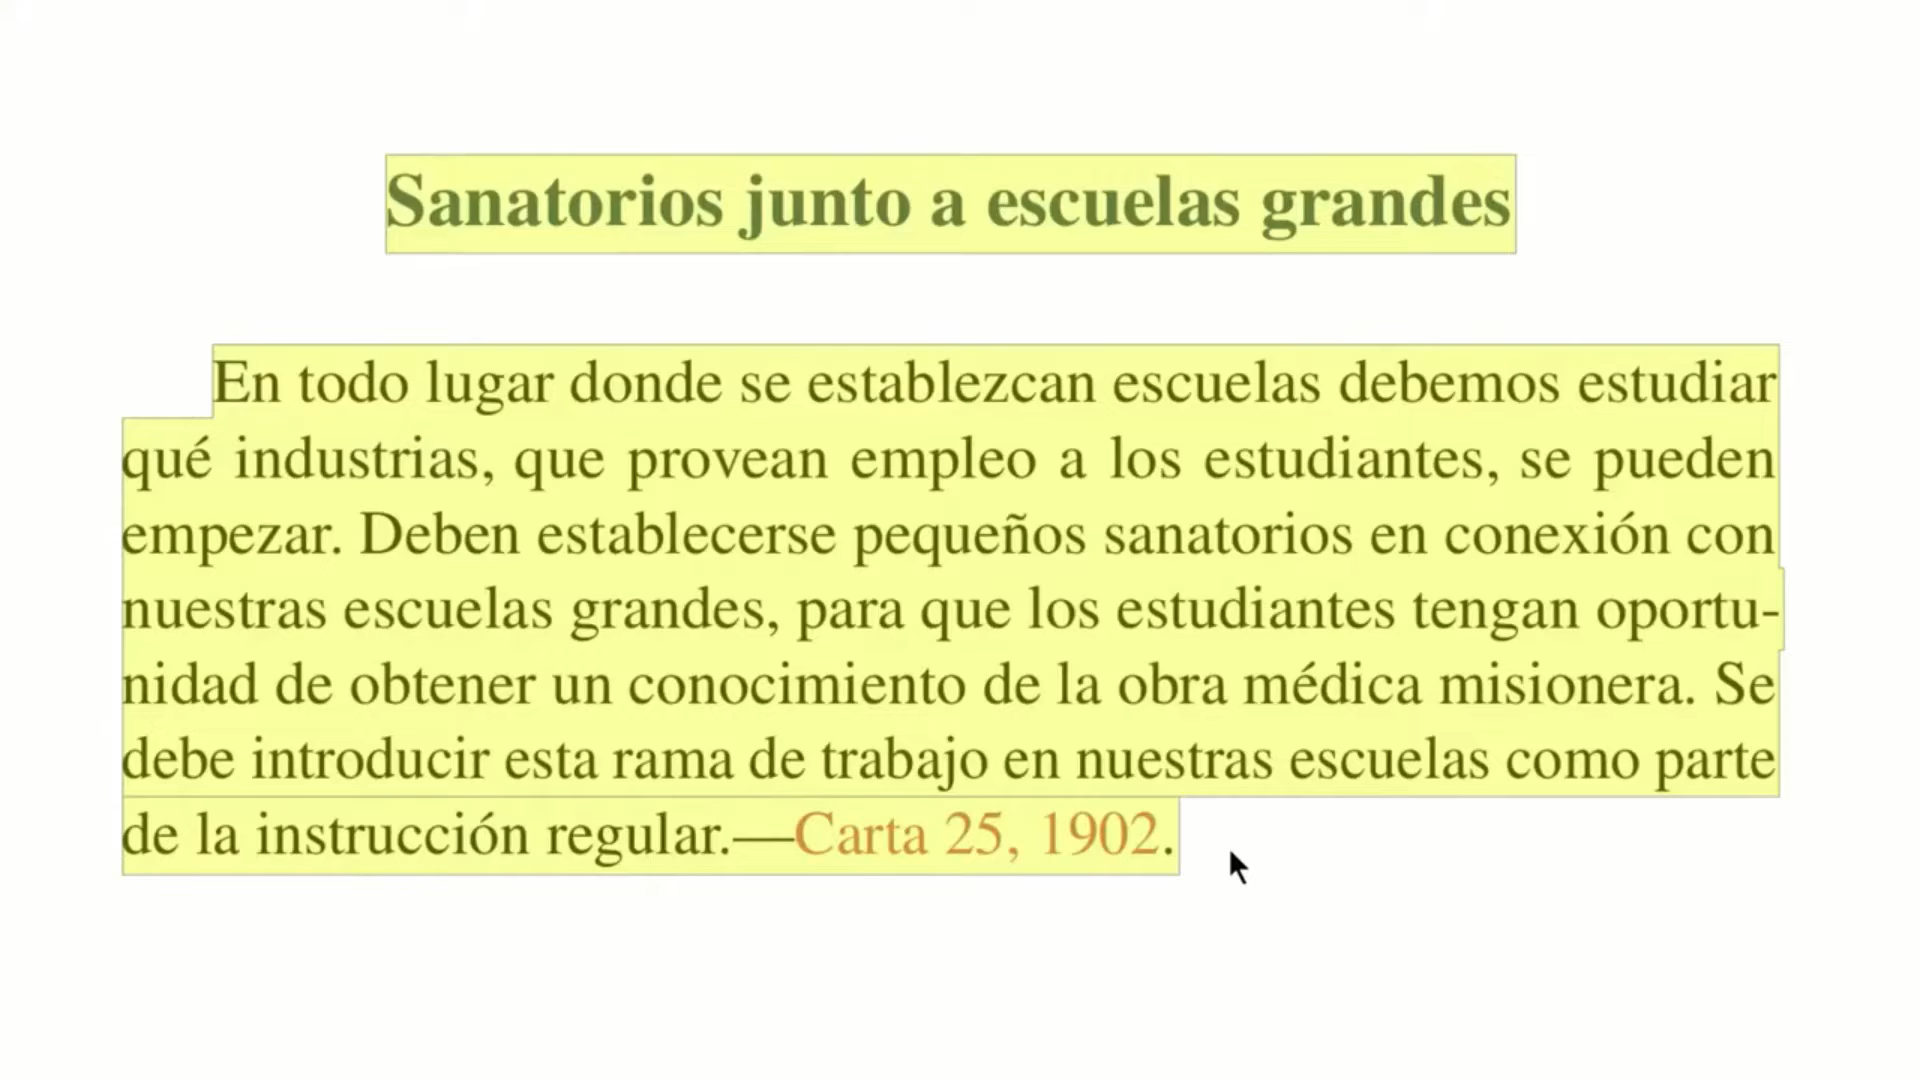 Sanatorios junto a escuelas grandes
En todo lugar donde se establezcan escuelas debemos estudiar
qué industrias, que provean empleo a los estudiantes, se pueden
empezar. Deben establecerse pequeños sanatorios en conexión con
nuestras escuelas grandes, para que los estudiantes tengan oportu-
nidad de obtener un conocimiento de la obra médica misionera. Se
debe introducir esta rama de trabajo en nuestras escuelas como parte
de la instrucción regular.—Carta 25, 1902.